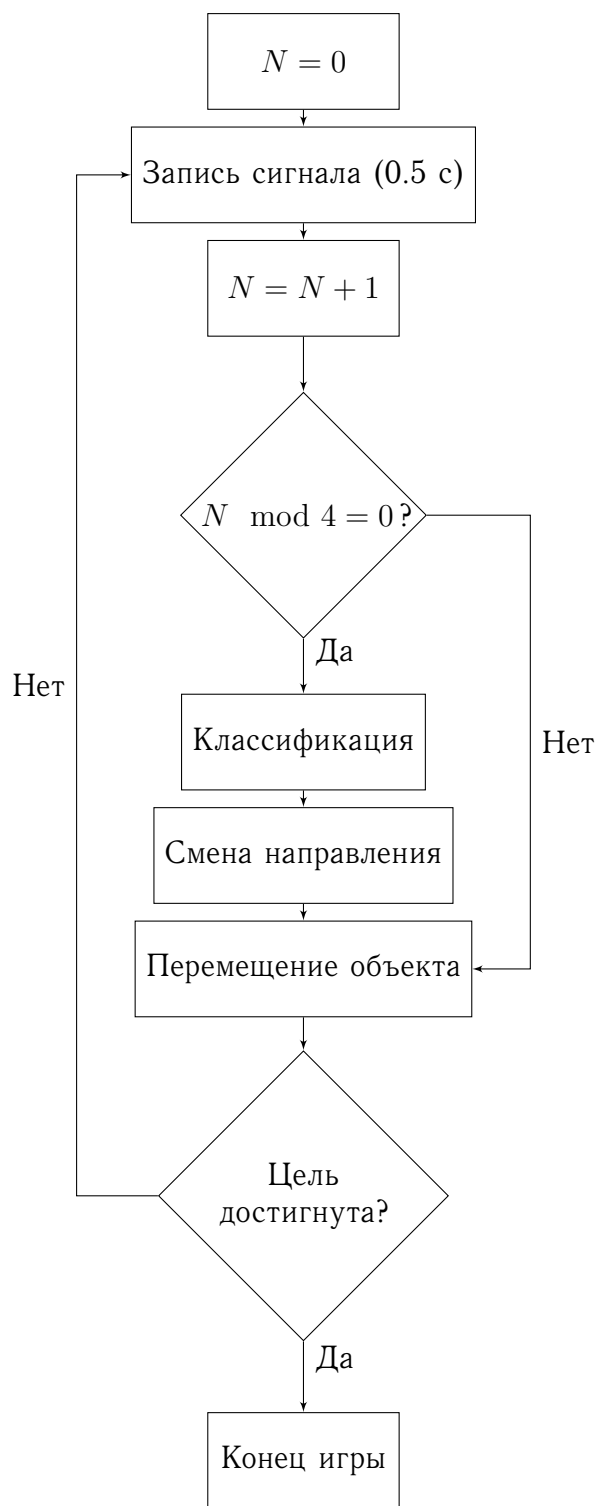 N = 0
Запись сигнала (0.5 с)
N = N + 1
N mod 4 = 0?
Да
Нет
Классификация
Нет
Смена направления
Перемещение объекта
Цель
достигнута?
Да
Конец игры